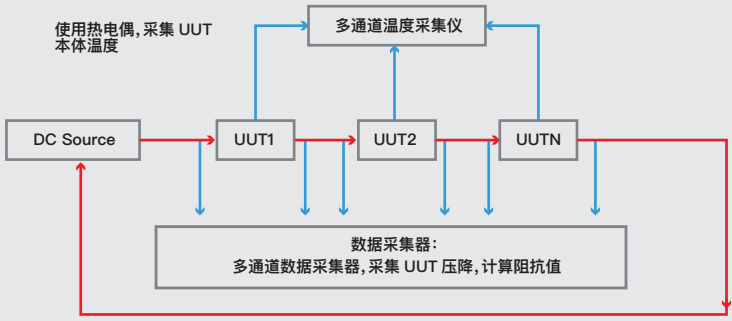 使用热电偶,采集 UUT
本体温度
多通道温度采集仪
DC Source
UUT1
UUT2
UUTN
数据采集器:
多通道数据采集器,采集 UUT 压降,计算阻抗值